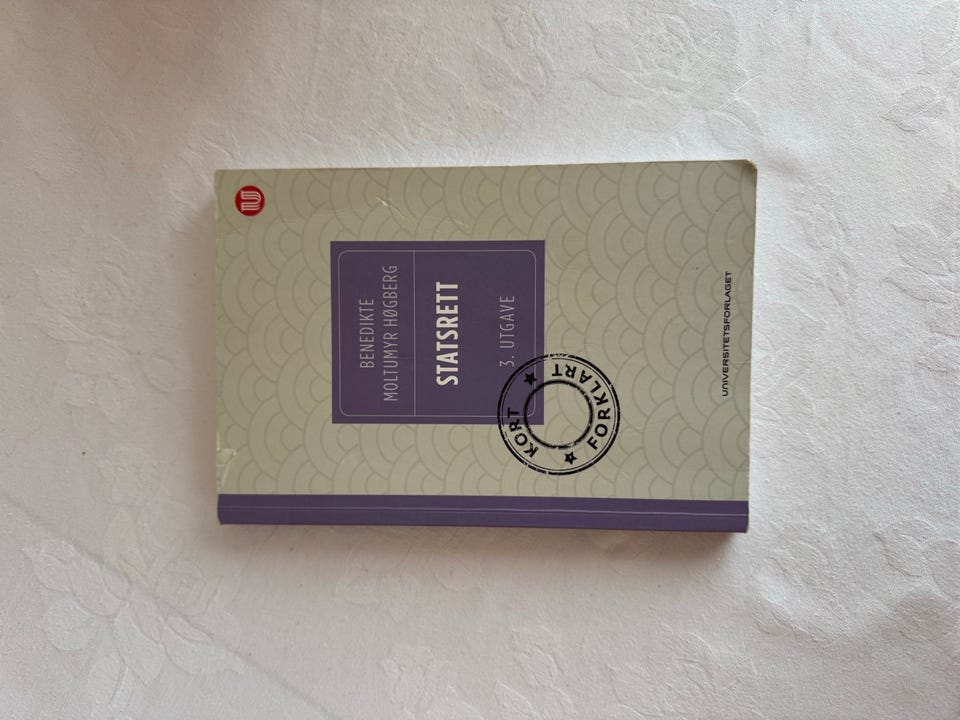 BENEDIKTE
MOLTUMYR HØGBERG
STATSRETT
3. UTGAVE
KORT
FORKLART
UNIVERSITETSFORLAGET